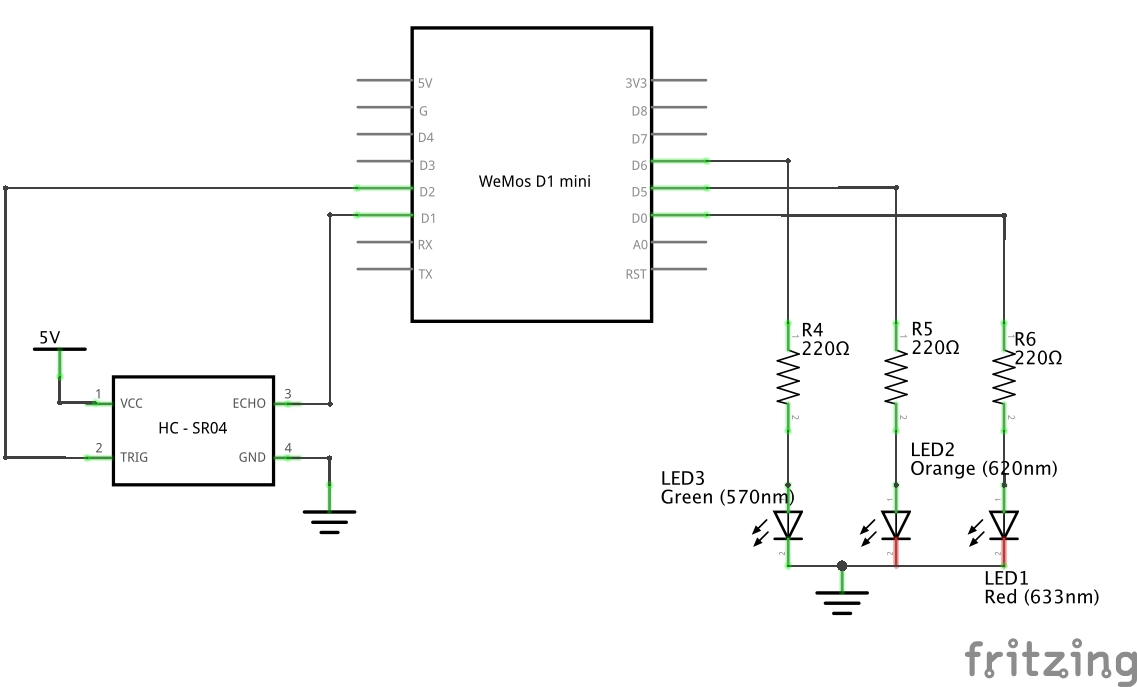 5V
G
D4
D3
D2
D1
RX
TX
WeMos D1 mini
3V3
D8
D7
D6
D5
D0
A0
RST
5V
1
VCC
2
TRIG
HC - SR04
ECHO
3
GND
4
R4
220Ω
1
2
R5
220Ω
1
2
R6
220Ω
1
2
LED3
Green (570nm)
2
LED2
Orange (620nm)
1
2
1
2
LED1
Red (633nm)
fritzing